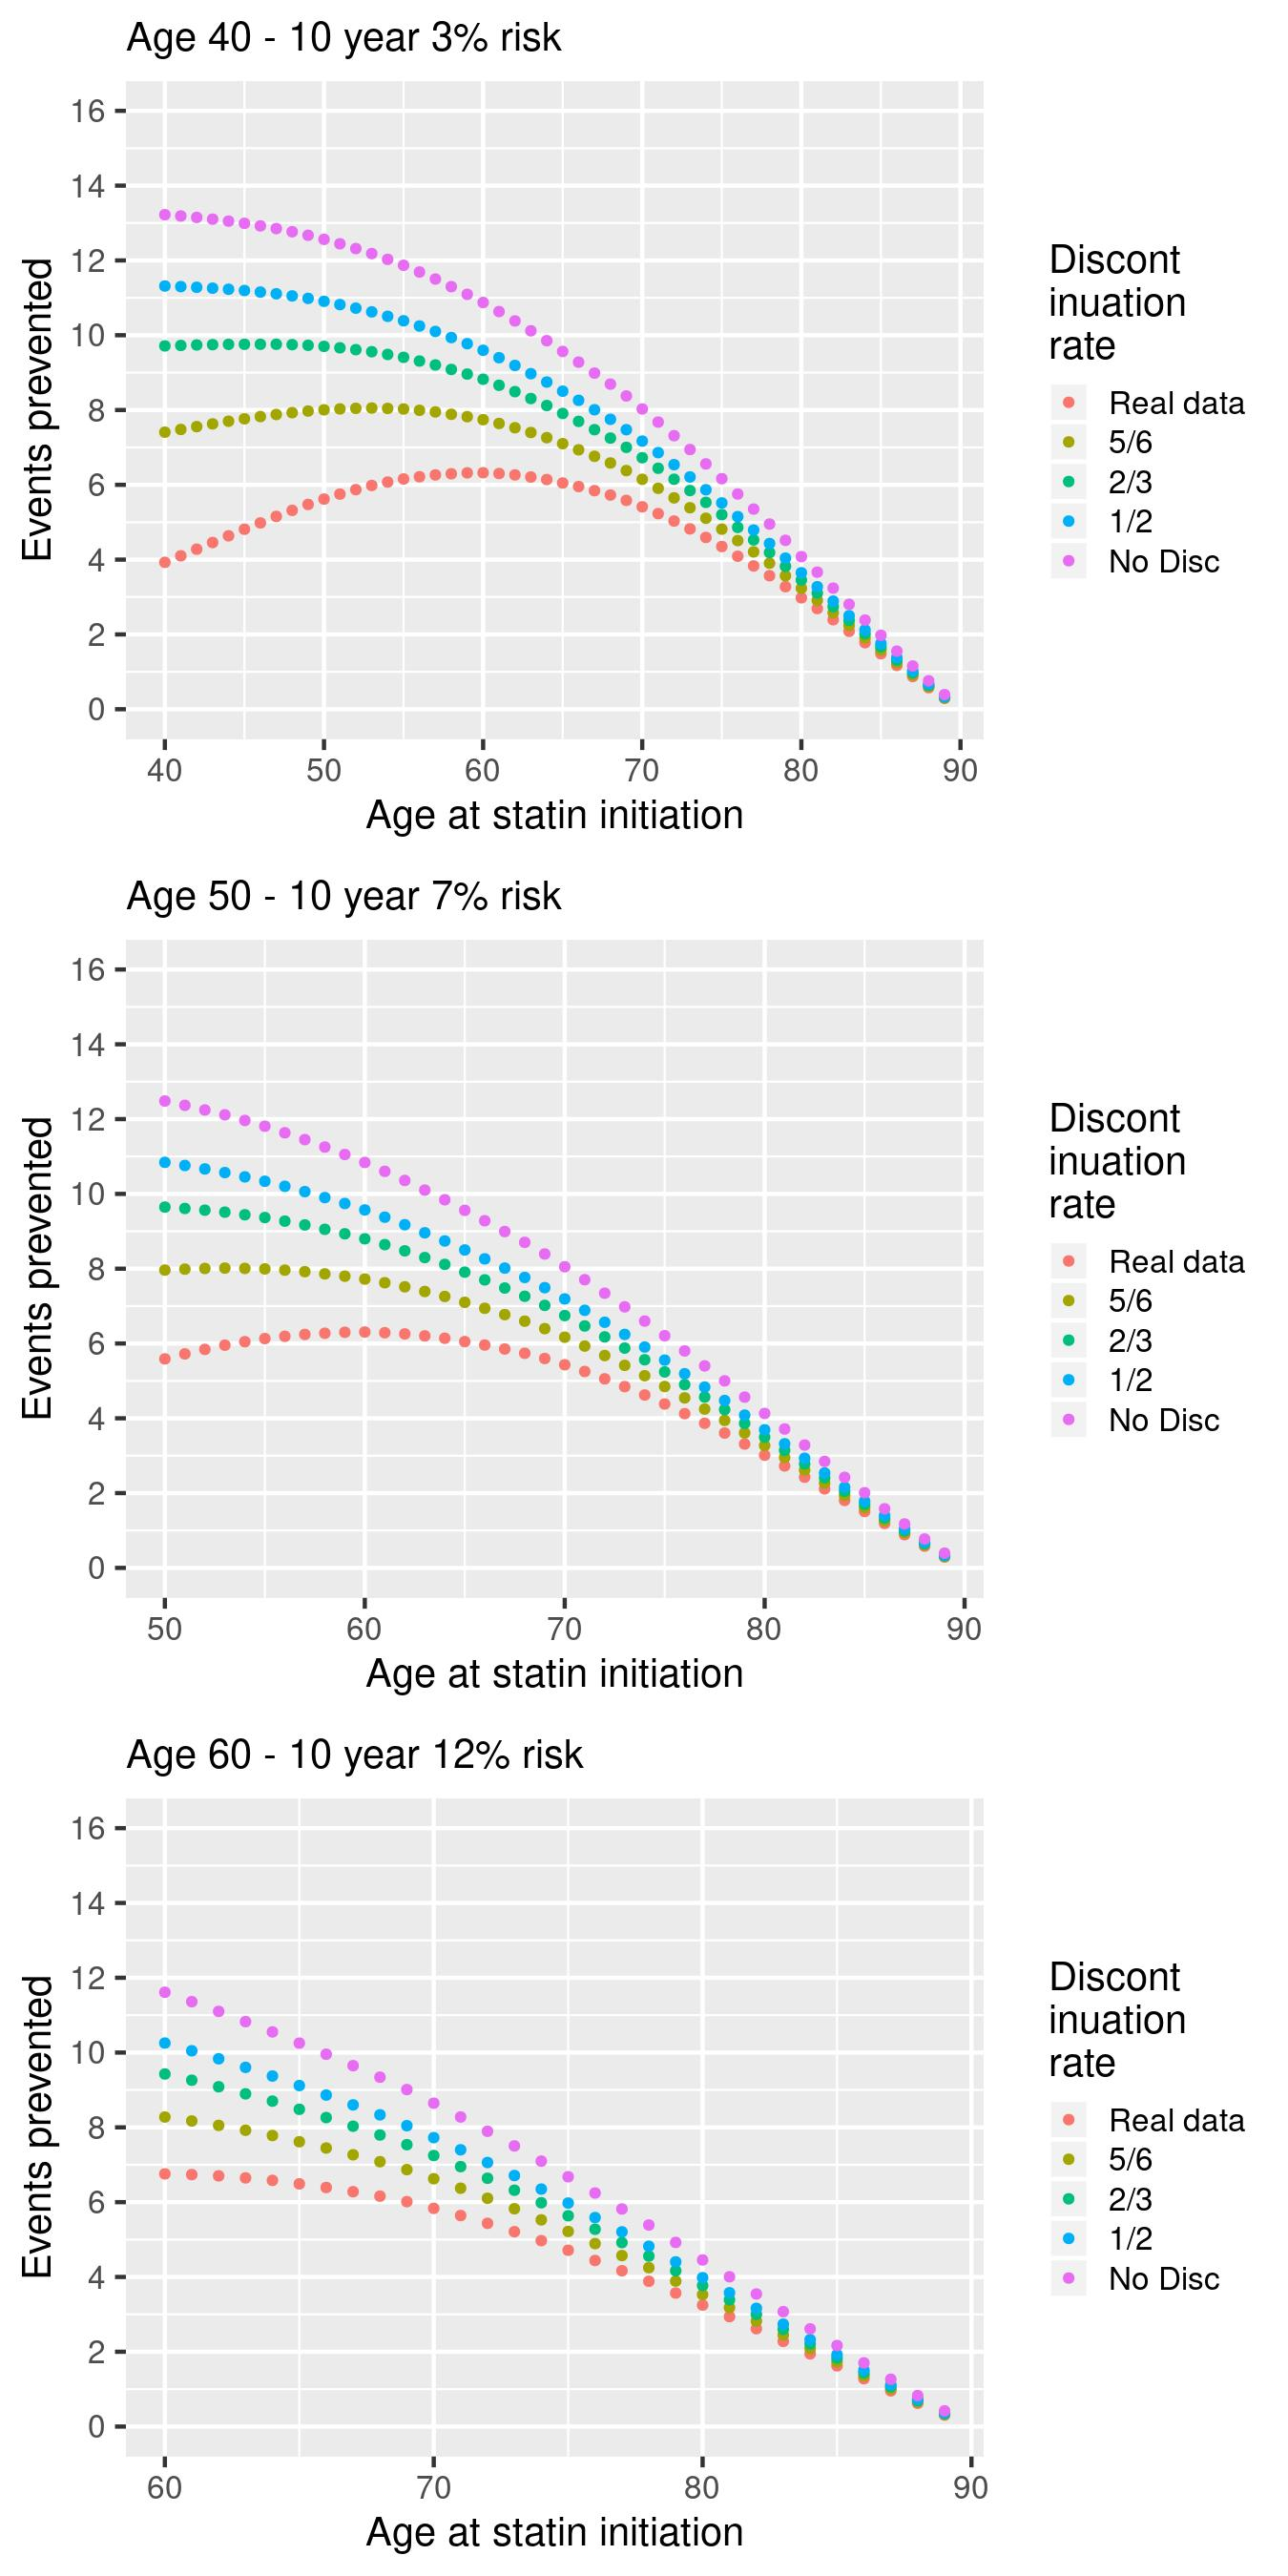 Age 40 - 10 year 3% risk
16
14
12
10
8
6
4
2
0
Events prevented
40 50 60 70 80 90
Age at statin initiation
Discont
inuation
rate
Real data
5/6
2/3
1/2
No Disc
Age 50 - 10 year 7% risk
16
14
12
10
8
6
4
2
0
Events prevented
50 60 70 80 90
Age at statin initiation
Discont
inuation
rate
Real data
5/6
2/3
1/2
No Disc
Age 60 - 10 year 12% risk
16
14
12
10
8
6
4
2
0
Events prevented
60 70 80 90
Age at statin initiation
Discont
inuation
rate
Real data
5/6
2/3
1/2
No Disc